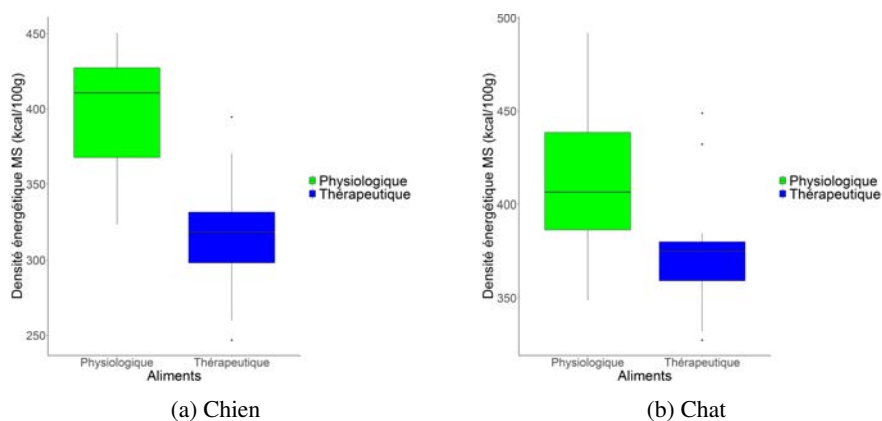 Densité énergétique MS (kcal/100g)
450
400
350
300
250
Physiologique Thérapeutique
Aliments
Physiologique
Thérapeutique
(a) Chien
Densité énergétique MS (kcal/100g)
500
450
400
350
Physiologique Thérapeutique
Aliments
Physiologique
Thérapeutique
(b) Chat